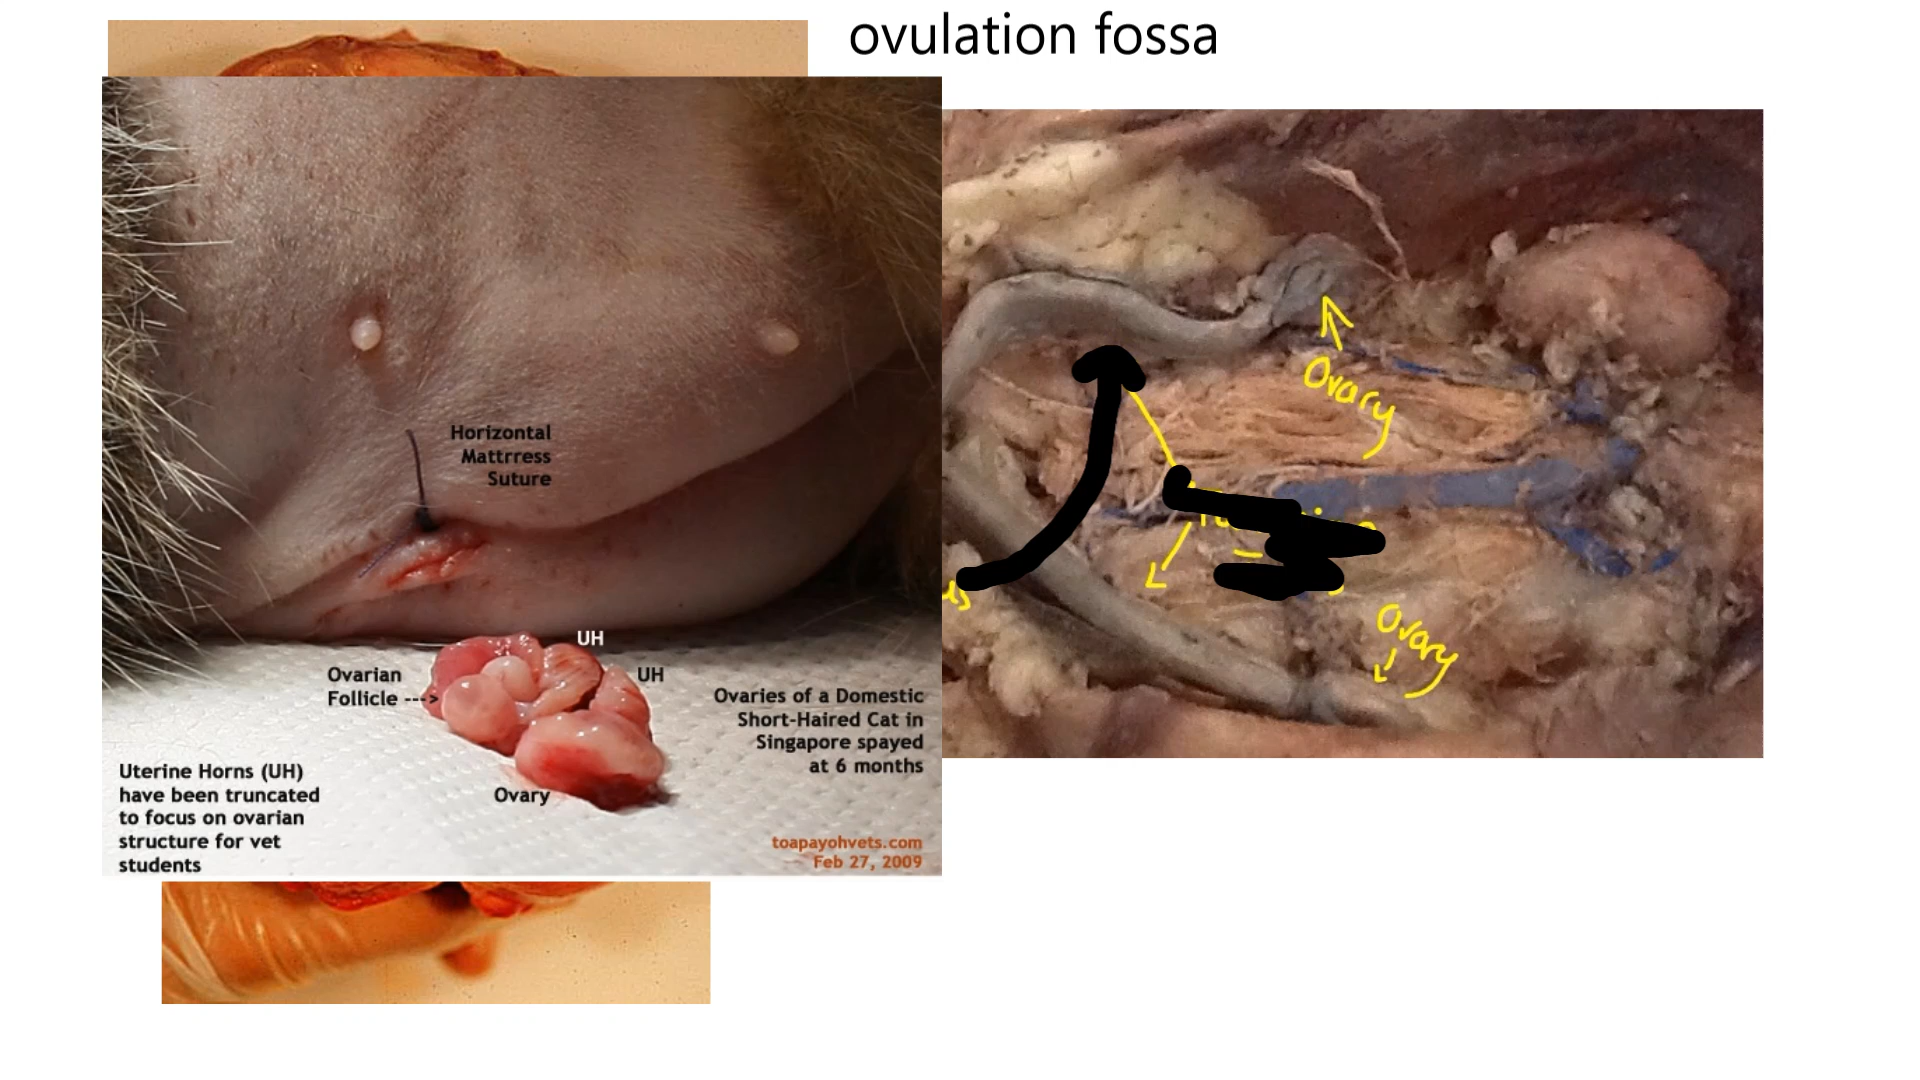 ovulation fossa
Horizontal
Mattrress
Suture
UH
UH
Ovarian
Follicle --->
Ovaries of a Domestic
Short-Haired Cat in
Singapore spayed
at 6 months
Uterine Horns (UH)
have been truncated
to focus on ovarian
structure for vet
students
Ovary
toapayohvets.com
Feb 27, 2009
Ovary
Ovary